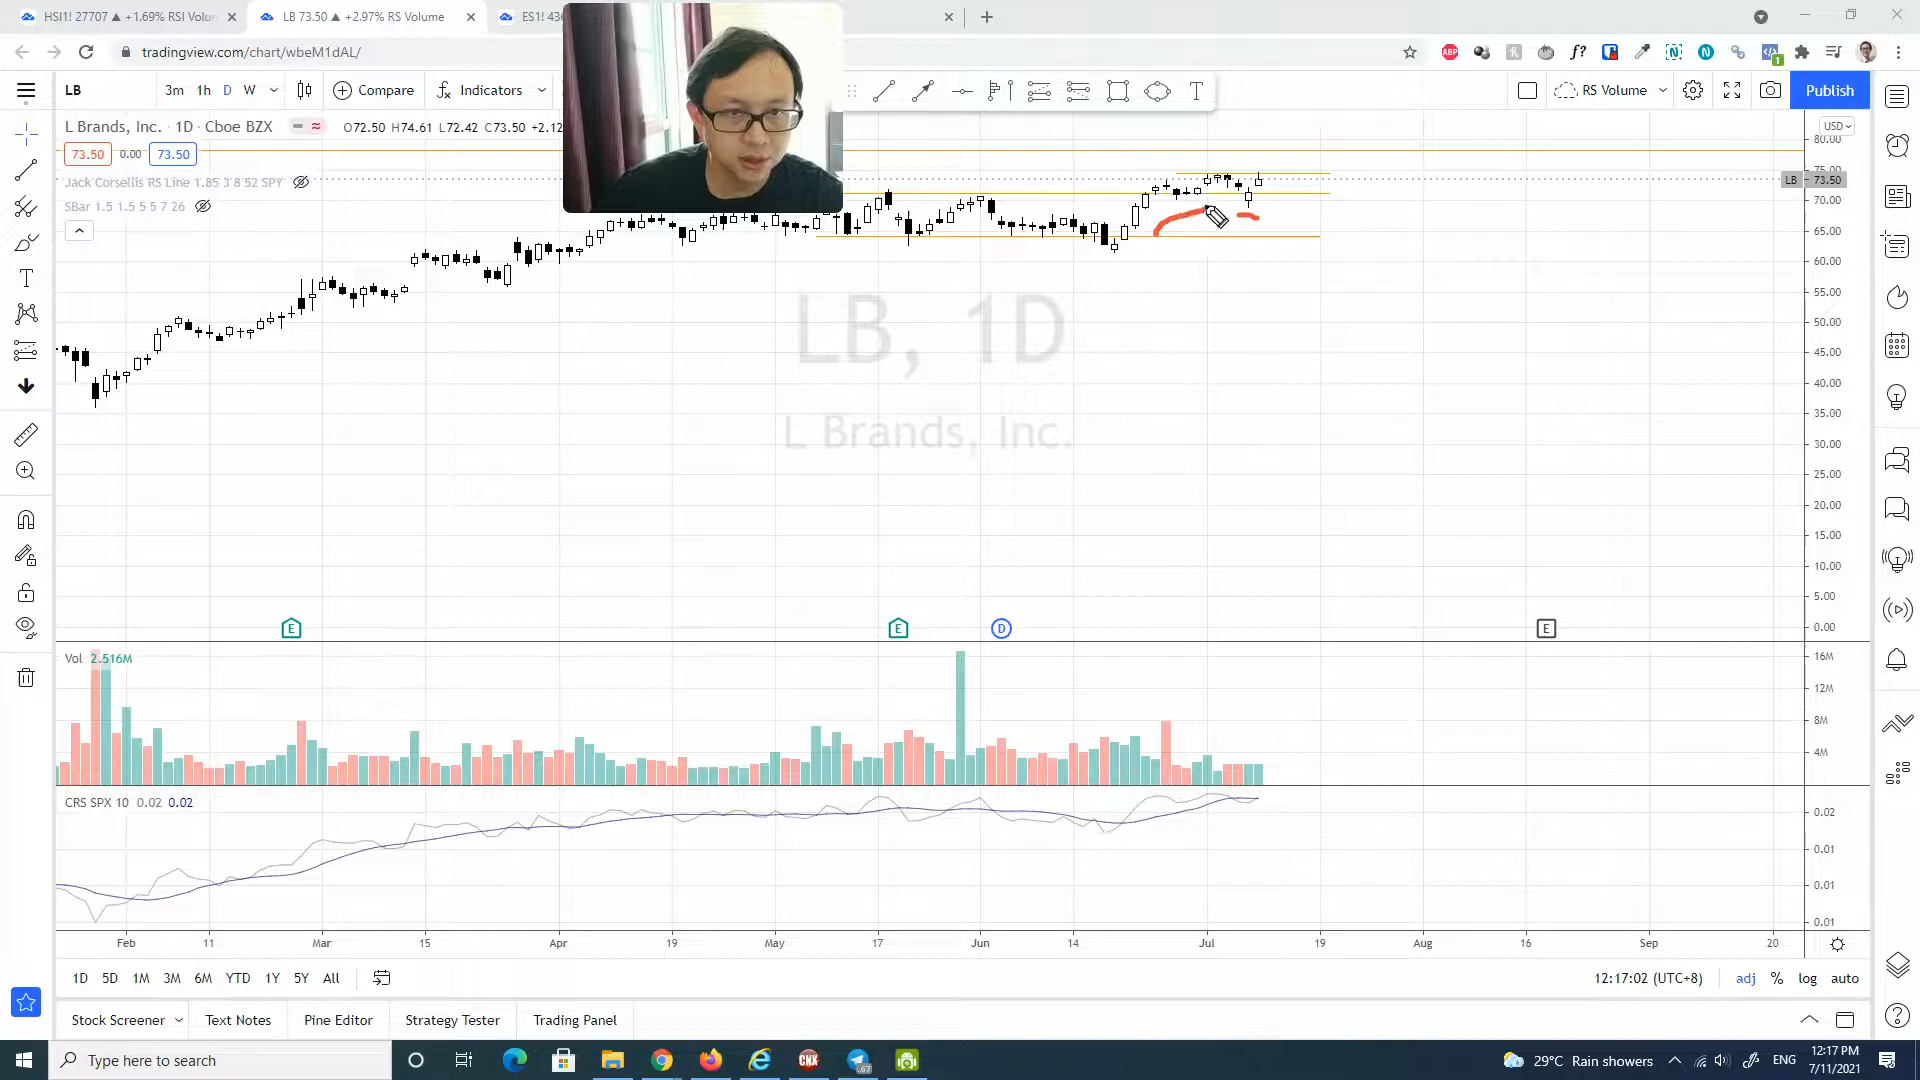 HSI1! 27707 ▲ +1.69% RSI Volun
LB 73.50 ▲ +2.97% RS Volume
ES1! 436
tradingview.com/chart/wbeM1dAL/
LB
3m 1h D W
Compare
Indicators
RS Volume
Publish
L Brands, Inc. · 1D · Cboe BZX
O72.50 H74.61 L72.42 C73.50 +2.12
73.50 0.00 73.50
Jack Corsellis RS Line 1.85 3 8 52 SPY
SBar 1.5 1.5 5 5 7 26
USD
80.00
75.00
LB 73.50
70.00
65.00
60.00
55.00
50.00
45.00
40.00
35.00
30.00
25.00
20.00
15.00
10.00
5.00
0.00
LB, 1D
L Brands, Inc.
E E D E
Vol 2.516M
16M
12M
8M
4M
CRS SPX 10 0.02 0.02
0.02
0.01
0.01
0.01
Feb 11 Mar 15 Apr 19 May 17 Jun 14 Jul 19 Aug 16 Sep 20
1D 5D 1M 3M 6M YTD 1Y 5Y All
12:17:02 (UTC+8) adj % log auto
Stock Screener Text Notes Pine Editor Strategy Tester Trading Panel
Type here to search
29°C Rain showers
ENG
12:17 PM
7/11/2021